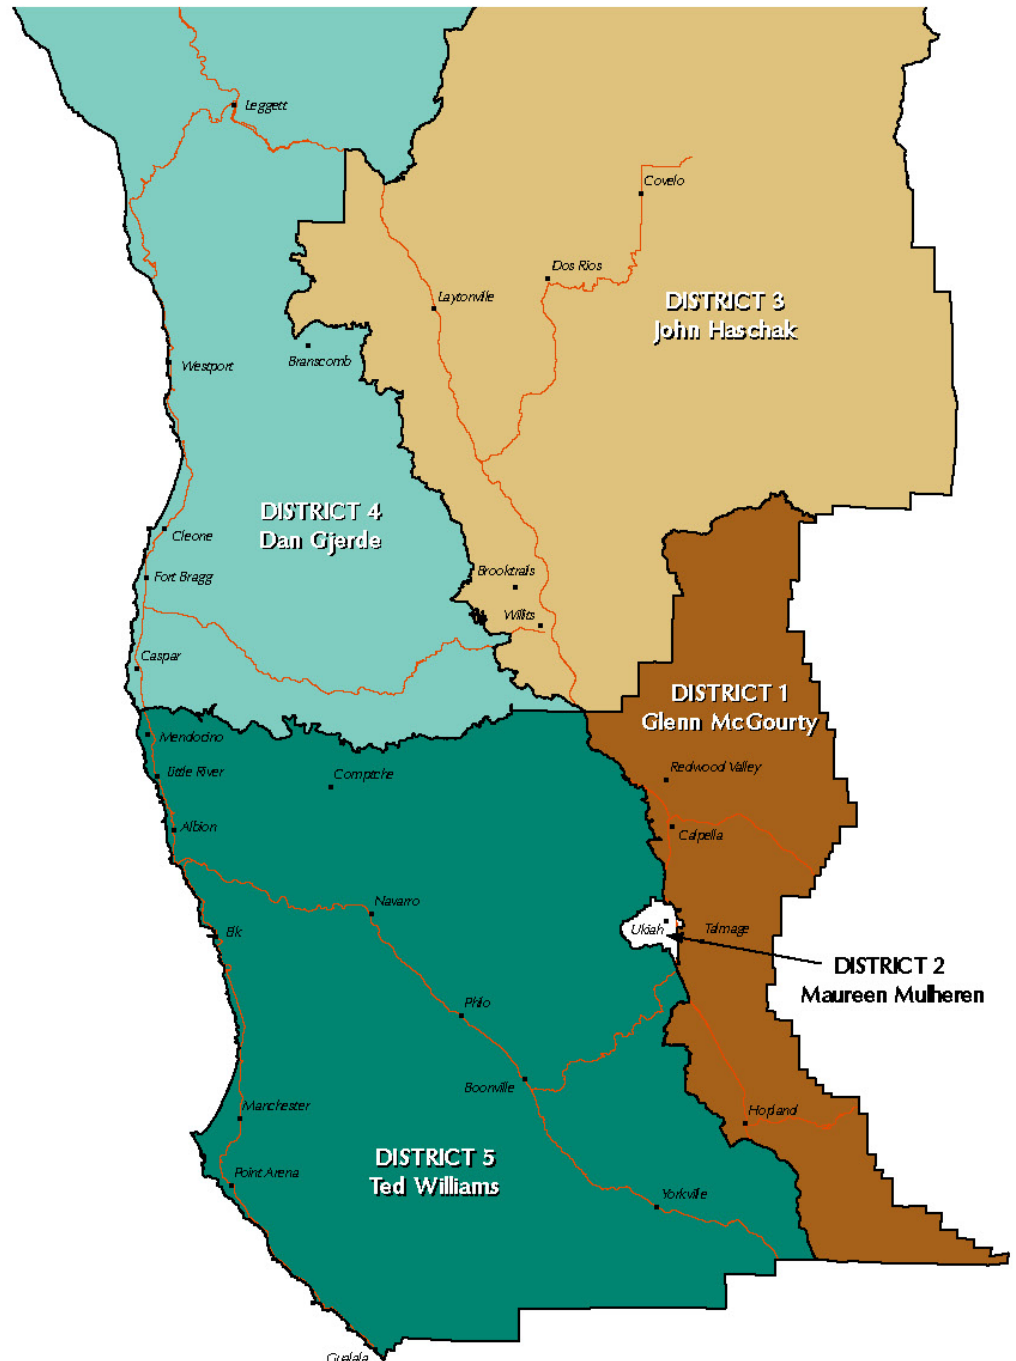 Leggett
Covelo
Dos Rios
Laytonville
DISTRICT 3
John Haschak
Branscomb
Westport
DISTRICT 4
Dan Gjerde
Cleone
Fort Bragg
Brooktrails
Willits
Caspar
DISTRICT 1
Glenn McGourty
Mendocino
Little River
Comptche
Redwood Valley
Albion
Calpella
Navarro
Elk
Ukiah
Talmage
DISTRICT 2
Maureen Mulheren
Philo
Boonville
Manchester
Hopland
DISTRICT 5
Ted Williams
Point Arena
Yorkville
Gualala